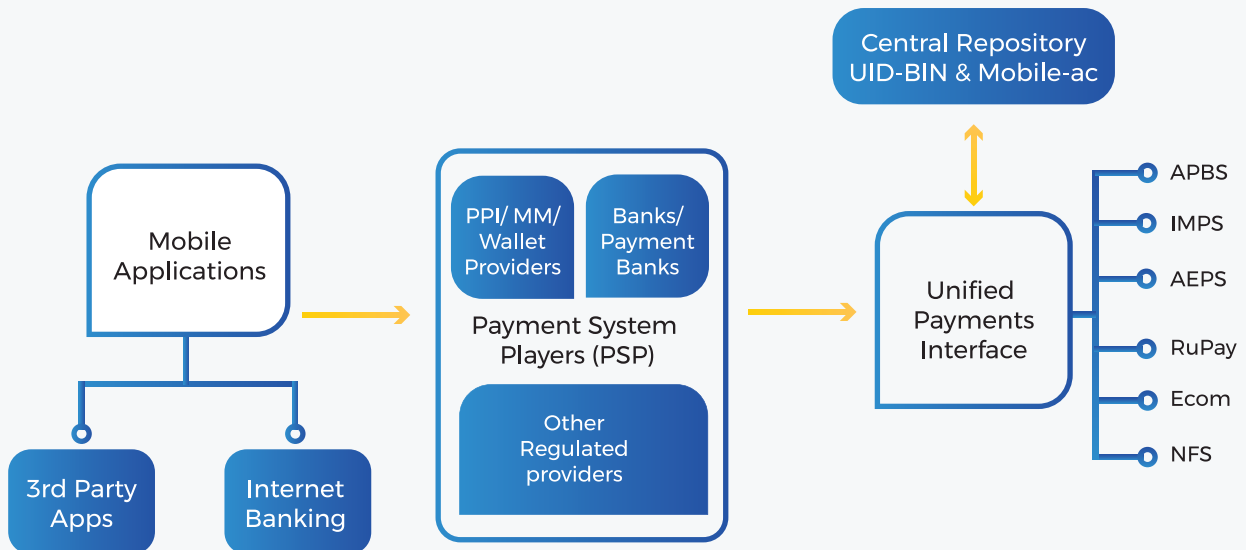 Central Repository
UID-BIN & Mobile-ac
Mobile
Applications
3rd Party
Apps
Internet
Banking
PPI/ MM/
Wallet
Providers
Banks/
Payment
Banks
Payment System
Players (PSP)
Other
Regulated
providers
Unified
Payments
Interface
APBS
IMPS
AEPS
RuPay
Ecom
NFS